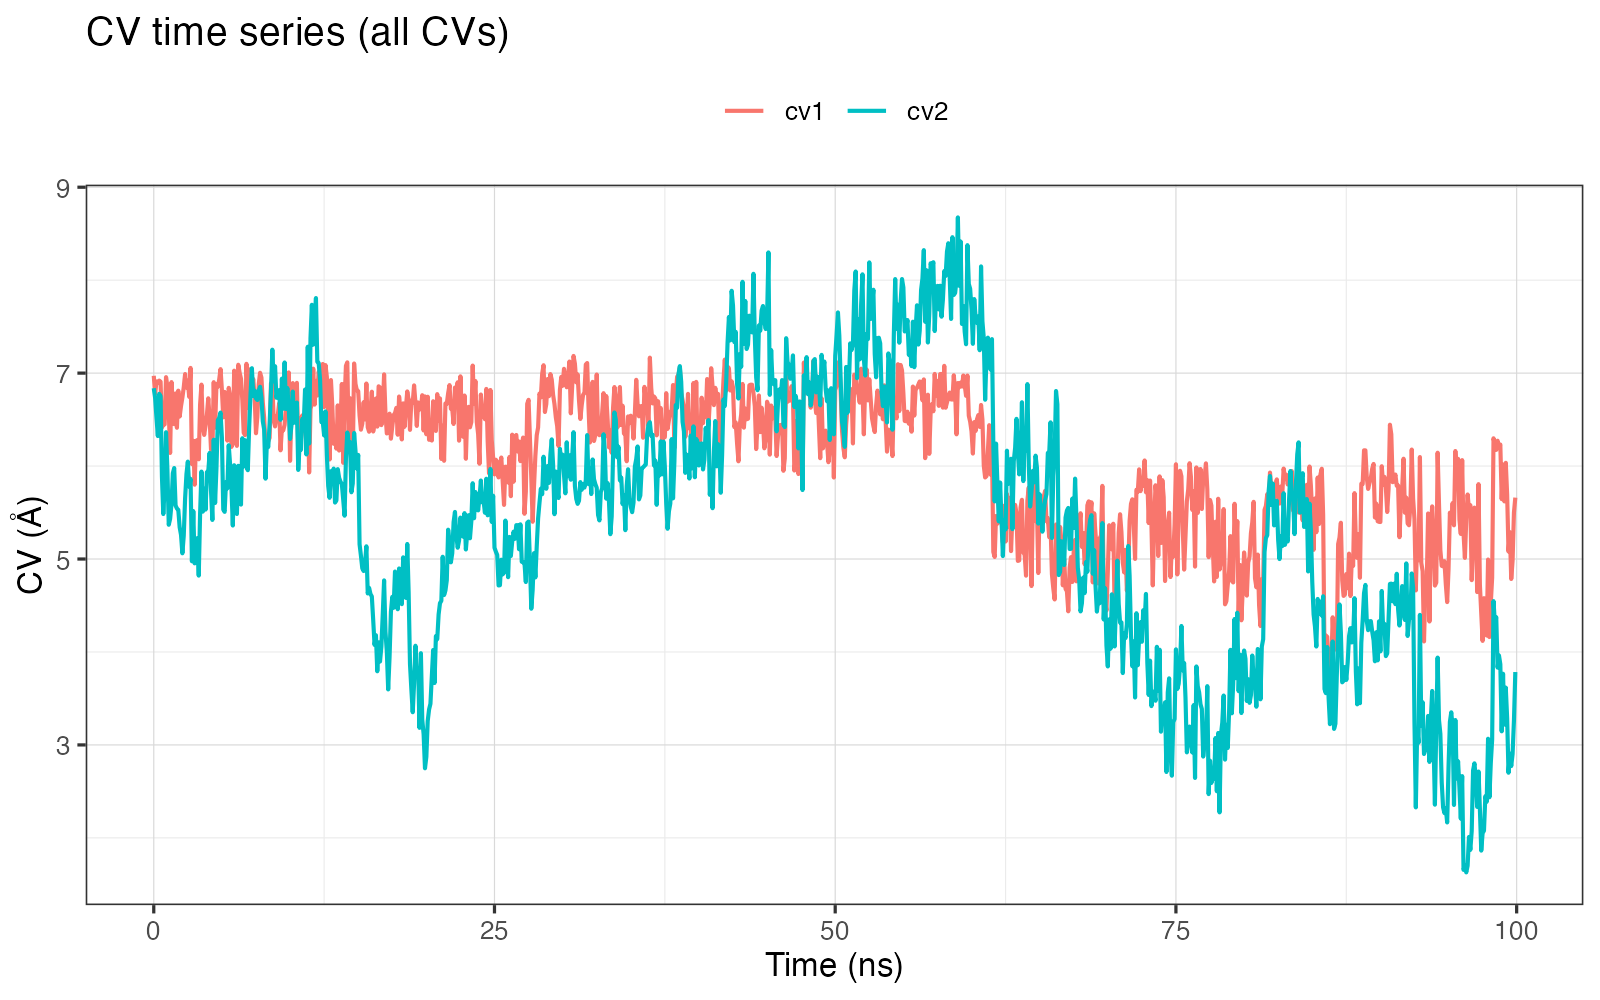 CV time series (all CVs)
cv1 cv2
9
7
5
3
CV (Å)
0 25 50 75 100
Time (ns)